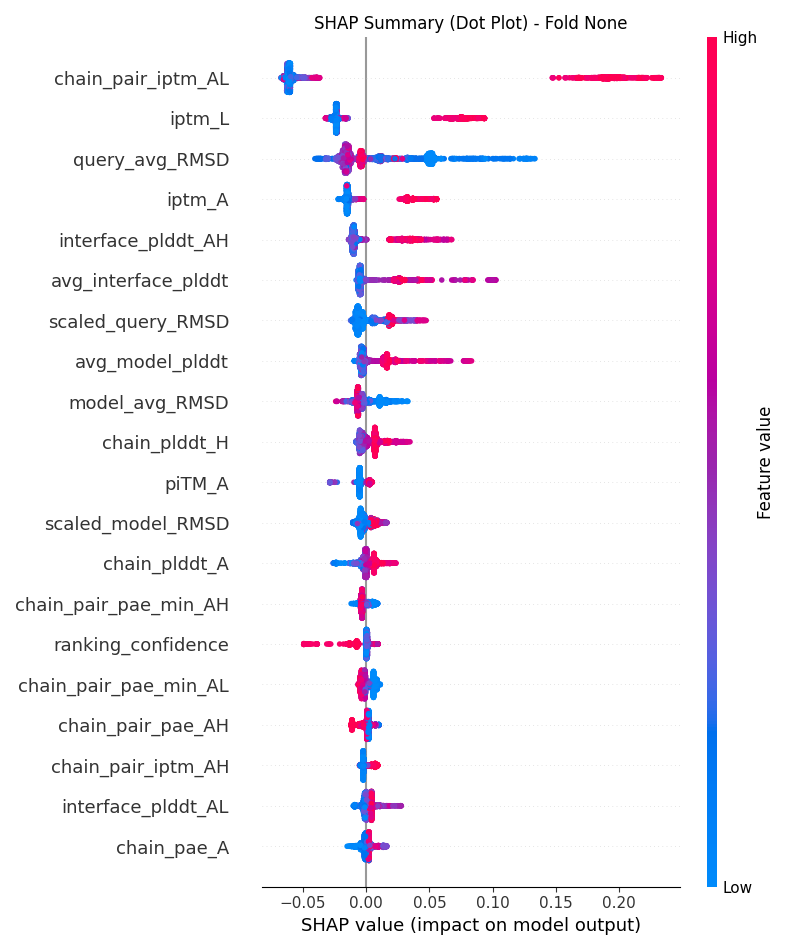 SHAP Summary (Dot Plot) - Fold None
High
chain_pair_iptm_AL
iptm_L
query_avg_RMSD
iptm_A
interface_plddt_AH
avg_interface_plddt
scaled_query_RMSD
avg_model_plddt
model_avg_RMSD
chain_plddt_H
piTM_A
scaled_model_RMSD
chain_plddt_A
chain_pair_pae_min_AH
ranking_confidence
chain_pair_pae_min_AL
chain_pair_pae_AH
chain_pair_iptm_AH
interface_plddt_AL
chain_pae_A
Feature value
Low
−0.05 0.00 0.05 0.10 0.15 0.20
SHAP value (impact on model output)